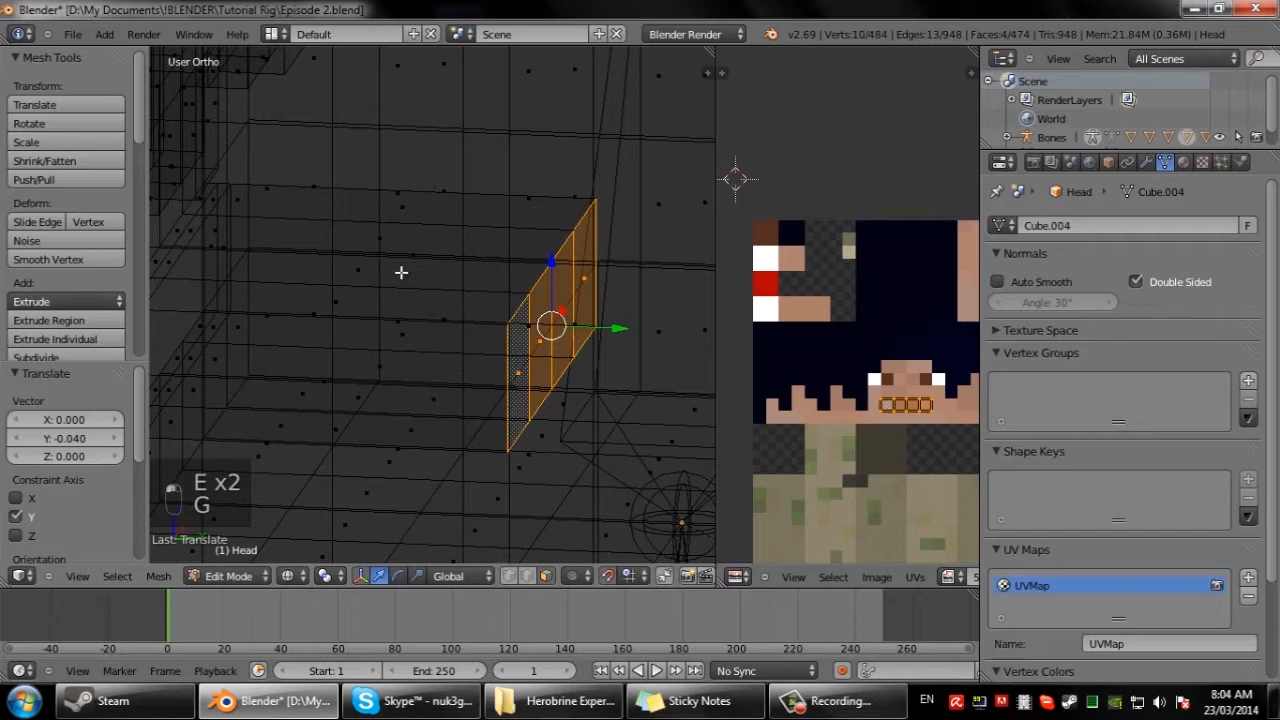 Blender* [D:\My Documents\!BLENDER\Tutorial Rig\Episode 2.blend]
File Add Render Window Help Default Scene Blender Render v2.69 | Verts:10/484 | Edges:13/948 | Faces:4/474 | Tris:948 | Mem:21.84M (0.36M) | Head
Mesh Tools
Transform:
Translate
Rotate
Scale
Shrink/Fatten
Push/Pull
Deform:
Slide Edge Vertex
Noise
Smooth Vertex
Add:
Extrude
Extrude Region
Extrude Individual
Subdivide
Translate
Vector
X: 0.000
Y: -0.040
Z: 0.000
Constraint Axis
X
Y
Z
Orientation
User Ortho
E x2
G
Last: Translate
(1) Head
View Select Mesh Edit Mode Global
View Select Image UVs 5
View Search All Scenes
Scene
RenderLayers
World
Bones
Head Cube.004
Cube.004 F
Normals
Auto Smooth Double Sided
Angle: 30°
Texture Space
Vertex Groups
Shape Keys
UV Maps
UVMap
Name: UVMap
Vertex Colors
-40 -20 0 20 40 60 80 100 120 140 160 180 200 220 240 260
View Marker Frame Playback Start: 1 End: 250 1 No Sync
Steam Blender* [D:\My... Skype™ - nuk3g... Herobrine Exper... Sticky Notes Recording... EN 8:04 AM
23/03/2014